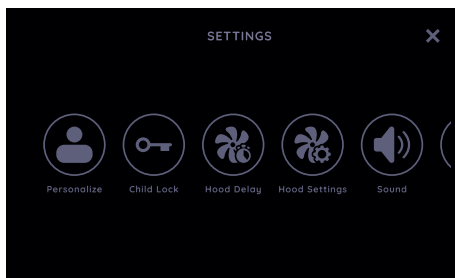 SETTINGS
Personalize
Child Lock
Hood Delay
Hood Settings
Sound